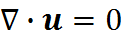 ∇ ⋅ 𝒖 = 0